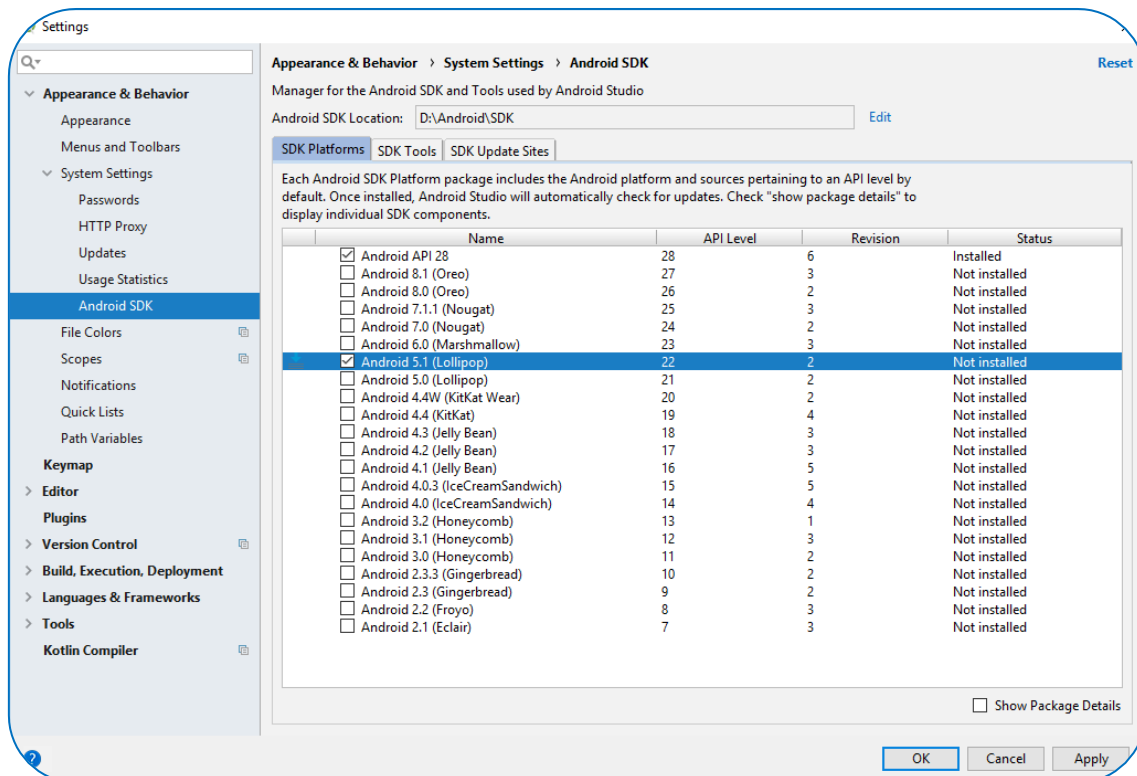 Settings
Appearance & Behavior
Appearance
Menus and Toolbars
System Settings
Passwords
HTTP Proxy
Updates
Usage Statistics
Android SDK
File Colors
Scopes
Notifications
Quick Lists
Path Variables
Keymap
Editor
Plugins
Version Control
Build, Execution, Deployment
Languages & Frameworks
Tools
Kotlin Compiler
Appearance & Behavior › System Settings › Android SDK Reset
Manager for the Android SDK and Tools used by Android Studio
Android SDK Location: D:\Android\SDK Edit
SDK Platforms SDK Tools SDK Update Sites
Each Android SDK Platform package includes the Android platform and sources pertaining to an API level by
default. Once installed, Android Studio will automatically check for updates. Check "show package details" to
display individual SDK components.
Name API Level Revision Status
Android API 28 28 6 Installed
Android 8.1 (Oreo) 27 3 Not installed
Android 8.0 (Oreo) 26 2 Not installed
Android 7.1.1 (Nougat) 25 3 Not installed
Android 7.0 (Nougat) 24 2 Not installed
Android 6.0 (Marshmallow) 23 3 Not installed
Android 5.1 (Lollipop) 22 2 Not installed
Android 5.0 (Lollipop) 21 2 Not installed
Android 4.4W (KitKat Wear) 20 2 Not installed
Android 4.4 (KitKat) 19 4 Not installed
Android 4.3 (Jelly Bean) 18 3 Not installed
Android 4.2 (Jelly Bean) 17 3 Not installed
Android 4.1 (Jelly Bean) 16 5 Not installed
Android 4.0.3 (IceCreamSandwich) 15 5 Not installed
Android 4.0 (IceCreamSandwich) 14 4 Not installed
Android 3.2 (Honeycomb) 13 1 Not installed
Android 3.1 (Honeycomb) 12 3 Not installed
Android 3.0 (Honeycomb) 11 2 Not installed
Android 2.3.3 (Gingerbread) 10 2 Not installed
Android 2.3 (Gingerbread) 9 2 Not installed
Android 2.2 (Froyo) 8 3 Not installed
Android 2.1 (Eclair) 7 3 Not installed
Show Package Details
? OK Cancel Apply